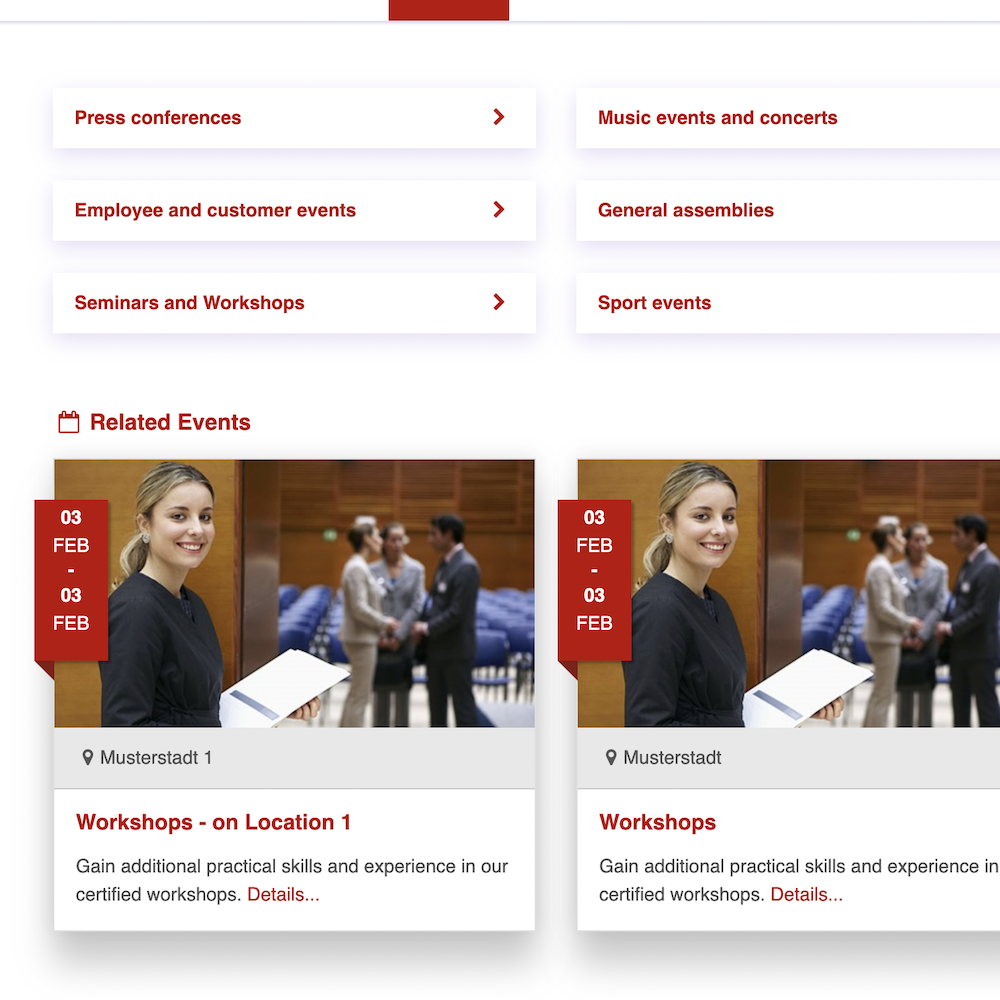 Press conferences
Music events and concerts
Employee and customer events
General assemblies
Seminars and Workshops
Sport events
Related Events
03
FEB
-
03
FEB
Musterstadt 1
Workshops - on Location 1
Gain additional practical skills and experience in our
certified workshops. Details...
03
FEB
-
03
FEB
Musterstadt
Workshops
Gain additional practical skills and experience in
certified workshops. Details...